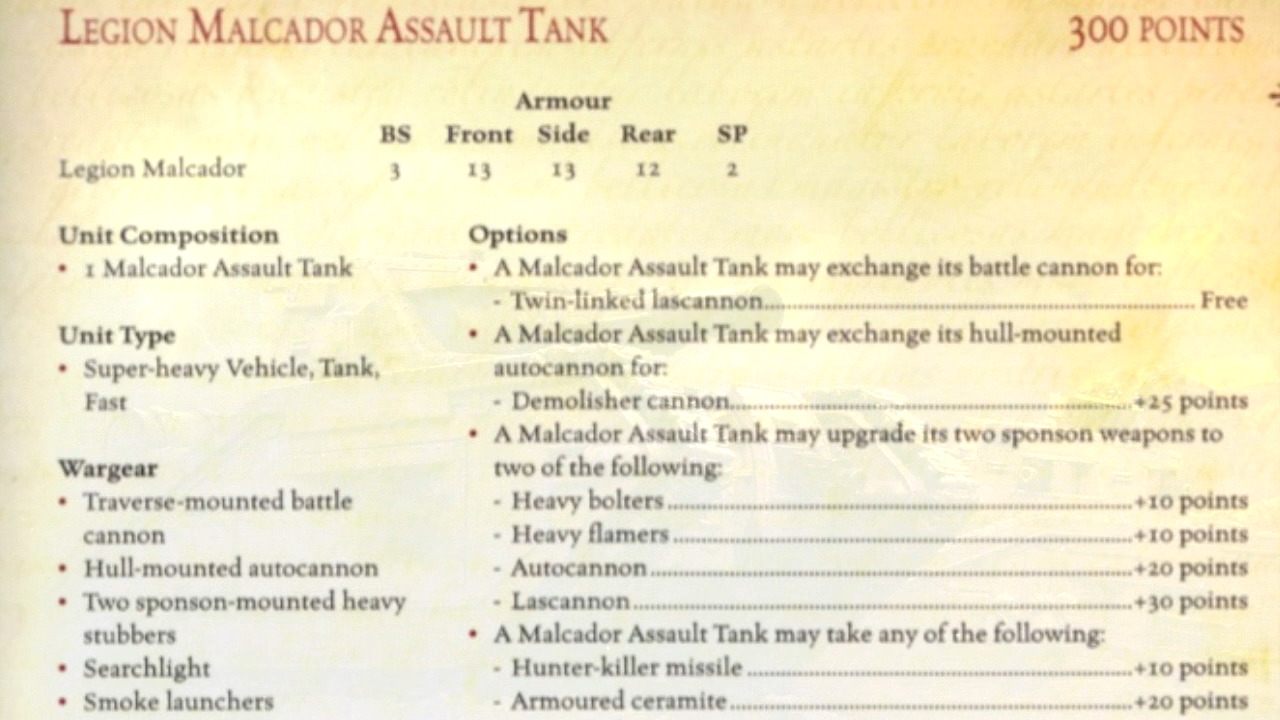 LEGION MALCADOR ASSAULT TANK 300 POINTS
Armour
BS Front Side Rear SP
Legion Malcador 3 13 13 12 2
Unit Composition
• 1 Malcador Assault Tank
Unit Type
• Super-heavy Vehicle, Tank,
Fast
Wargear
• Traverse-mounted battle
cannon
• Hull-mounted autocannon
• Two sponson-mounted heavy
stubbers
• Searchlight
• Smoke launchers
Options
• A Malcador Assault Tank may exchange its battle cannon for:
- Twin-linked lascannon.......... Free
• A Malcador Assault Tank may exchange its hull-mounted
autocannon for:
- Demolisher cannon..........+25 points
• A Malcador Assault Tank may upgrade its two sponson weapons to
two of the following:
- Heavy bolters..........+10 points
- Heavy flamers..........+10 points
- Autocannon..........+20 points
- Lascannon..........+30 points
• A Malcador Assault Tank may take any of the following:
- Hunter-killer missile..........+10 points
- Armoured ceramite..........+20 points